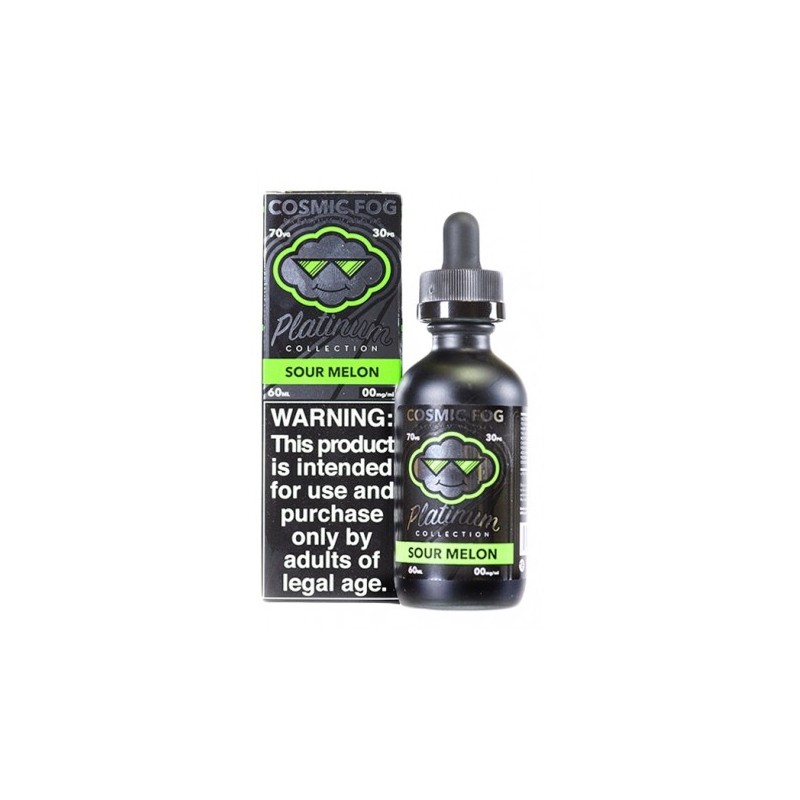 COSMIC FOG
70VG 30PG
Platinum
COLLECTION
SOUR MELON
60ML 00mg/ml
WARNING:
This product
is intended
for use and
purchase
only by
adults of
legal age.
COSMIC FOG
70VG 30PG
Platinum
COLLECTION
SOUR MELON
60ML 00mg/ml